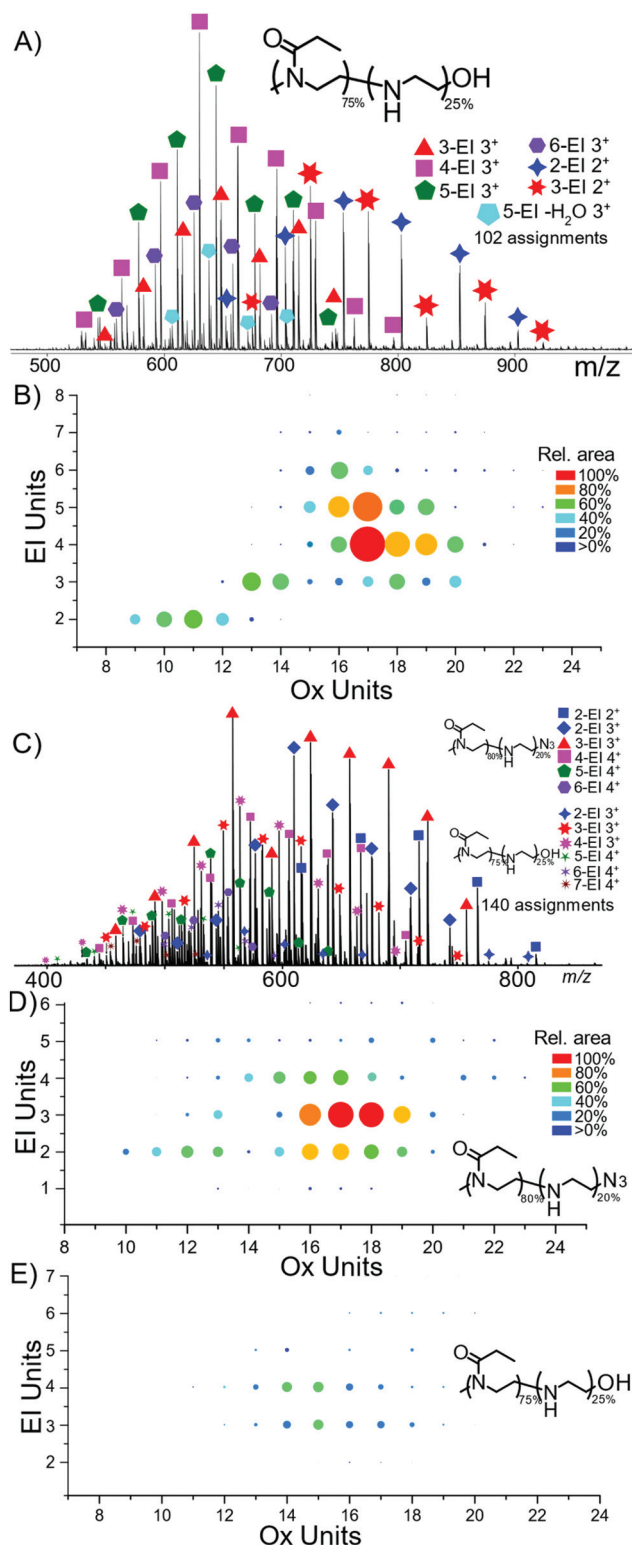 A)
O
N
75%
N
H
OH
25%
3-EI 3+
4-EI 3+
5-EI 3+
6-EI 3+
2-EI 2+
3-EI 2+
5-EI -H2O 3+
102 assignments
500 600 700 800 900
m/z
B)
8
7
6
5
4
3
2
EI Units
Rel. area
100%
80%
60%
40%
20%
>0%
8 10 12 14 16 18 20 22 24
Ox Units
C)
O
N
80%
N
H
N3
20%
2-EI 2+
2-EI 3+
3-EI 3+
4-EI 4+
5-EI 4+
6-EI 4+
O
N
75%
N
H
OH
25%
2-EI 3+
3-EI 3+
4-EI 3+
5-EI 4+
6-EI 4+
7-EI 4+
140 assignments
400 600 800
m/z
D)
6
5
4
3
2
1
EI Units
Rel. area
100%
80%
60%
40%
20%
>0%
O
N
80%
N
H
N3
20%
8 10 12 14 16 18 20 22 24
Ox Units
E)
7
6
5
4
3
2
EI Units
O
N
75%
N
H
OH
25%
8 10 12 14 16 18 20 22 24
Ox Units